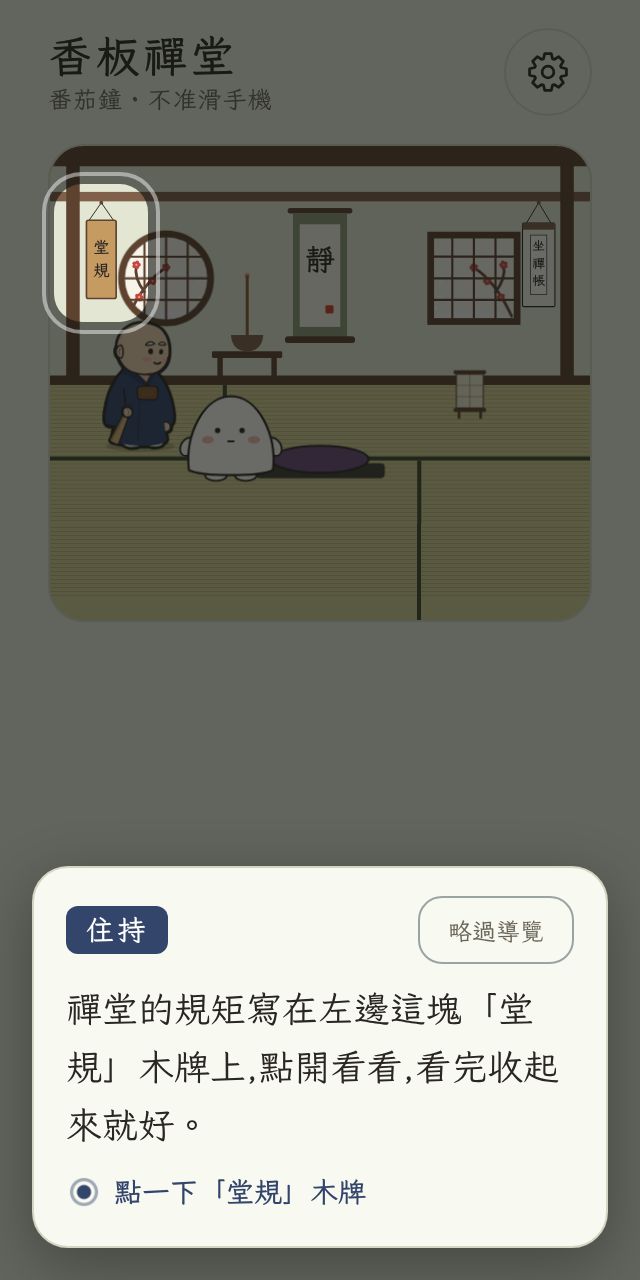 香板禪堂
番茄鐘・不准滑手機
堂規
靜
坐禪帳
住持
略過導覽
禪堂的規矩寫在左邊這塊「堂
規」木牌上,點開看看,看完收起
來就好。
點一下「堂規」木牌